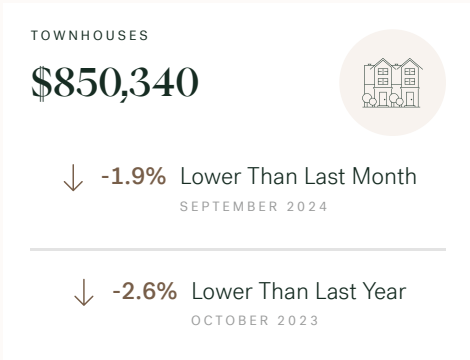 TOWNHOUSES
$850,340
-1.9% Lower Than Last Month
SEPTEMBER 2024
-2.6% Lower Than Last Year
OCTOBER 2023